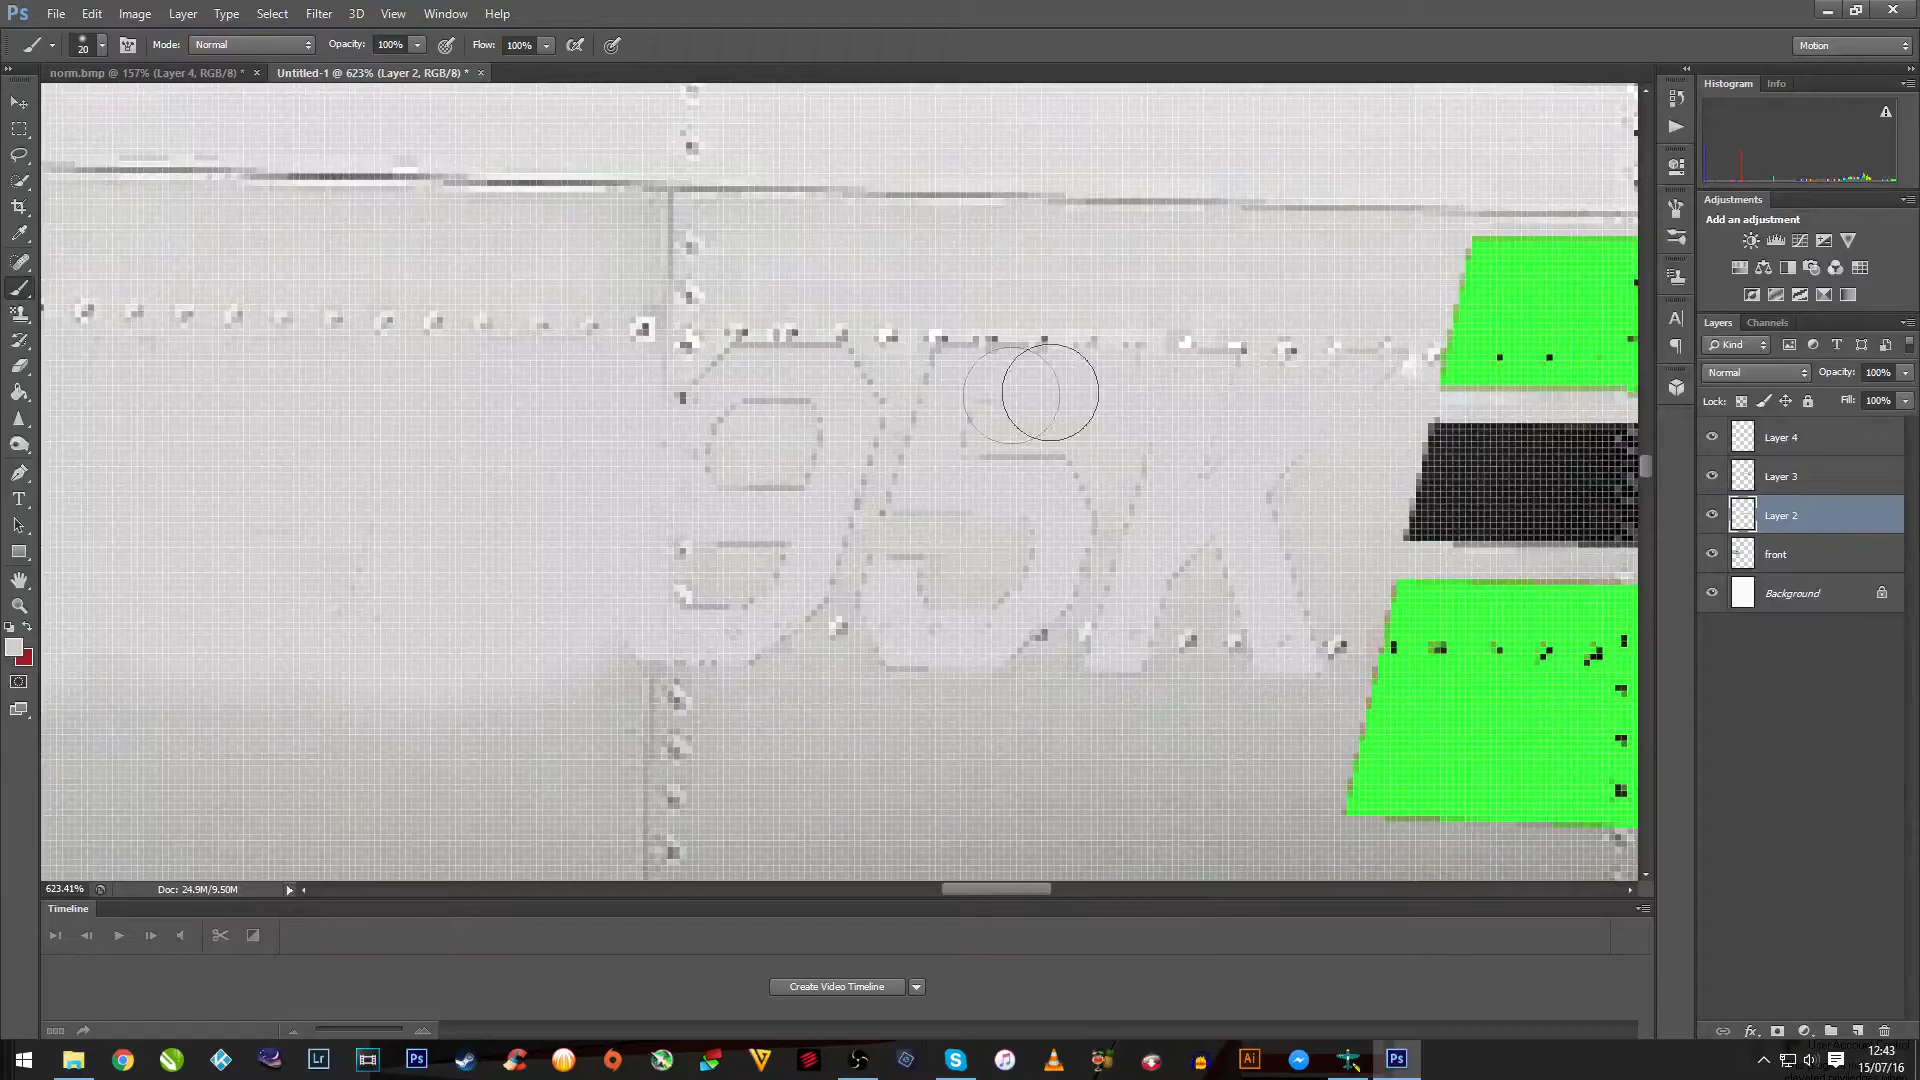 Ps File Edit Image Layer Type Select Filter 3D View Window Help
20 Mode: Normal Opacity: 100% Flow: 100% Motion
norm.bmp @ 157% (Layer 4, RGB/8) * × Untitled-1 @ 623% (Layer 2, RGB/8) * ×
Histogram Info
Adjustments
Add an adjustment
Layers Channels
Kind
Normal Opacity: 100%
Lock: Fill: 100%
Layer 4
Layer 3
Layer 2
front
Background
623.41% Doc: 24.9M/9.50M
Timeline
Create Video Timeline
12:43
15/07/16